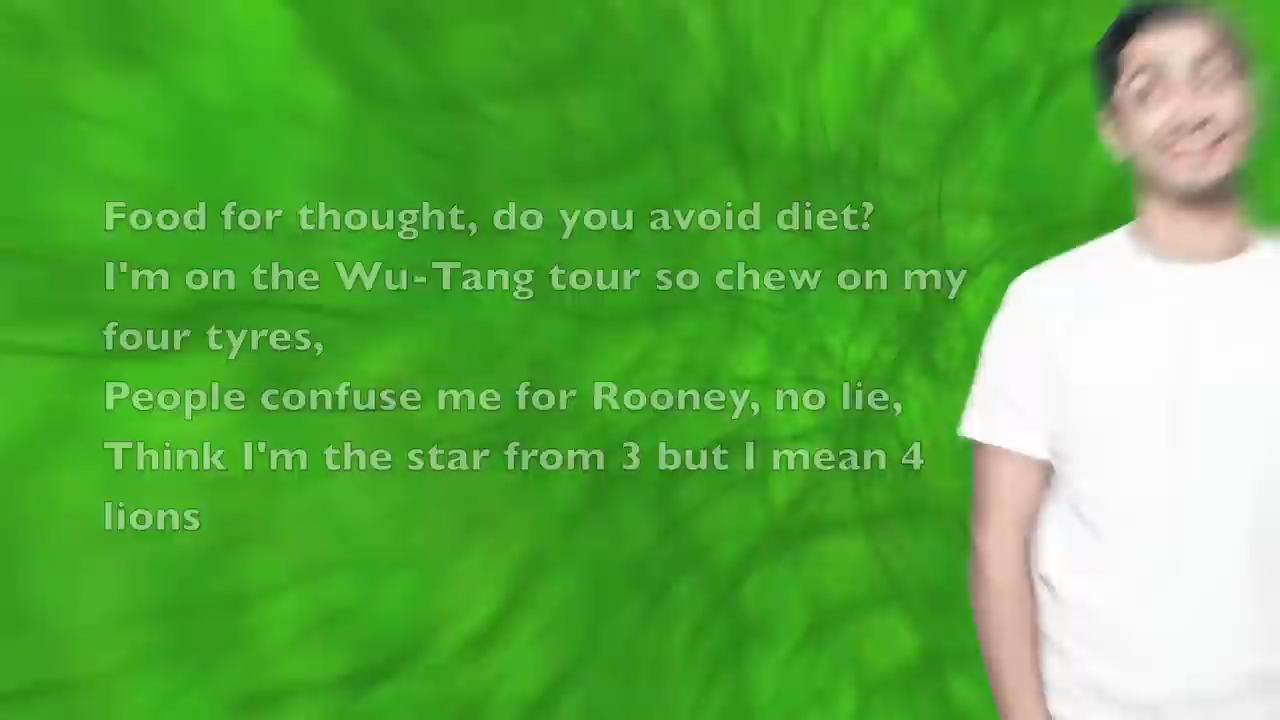 Food for thought, do you avoid diet?
I'm on the Wu-Tang tour so chew on my
four tyres,
People confuse me for Rooney, no lie,
Think I'm the star from 3 but I mean 4
lions